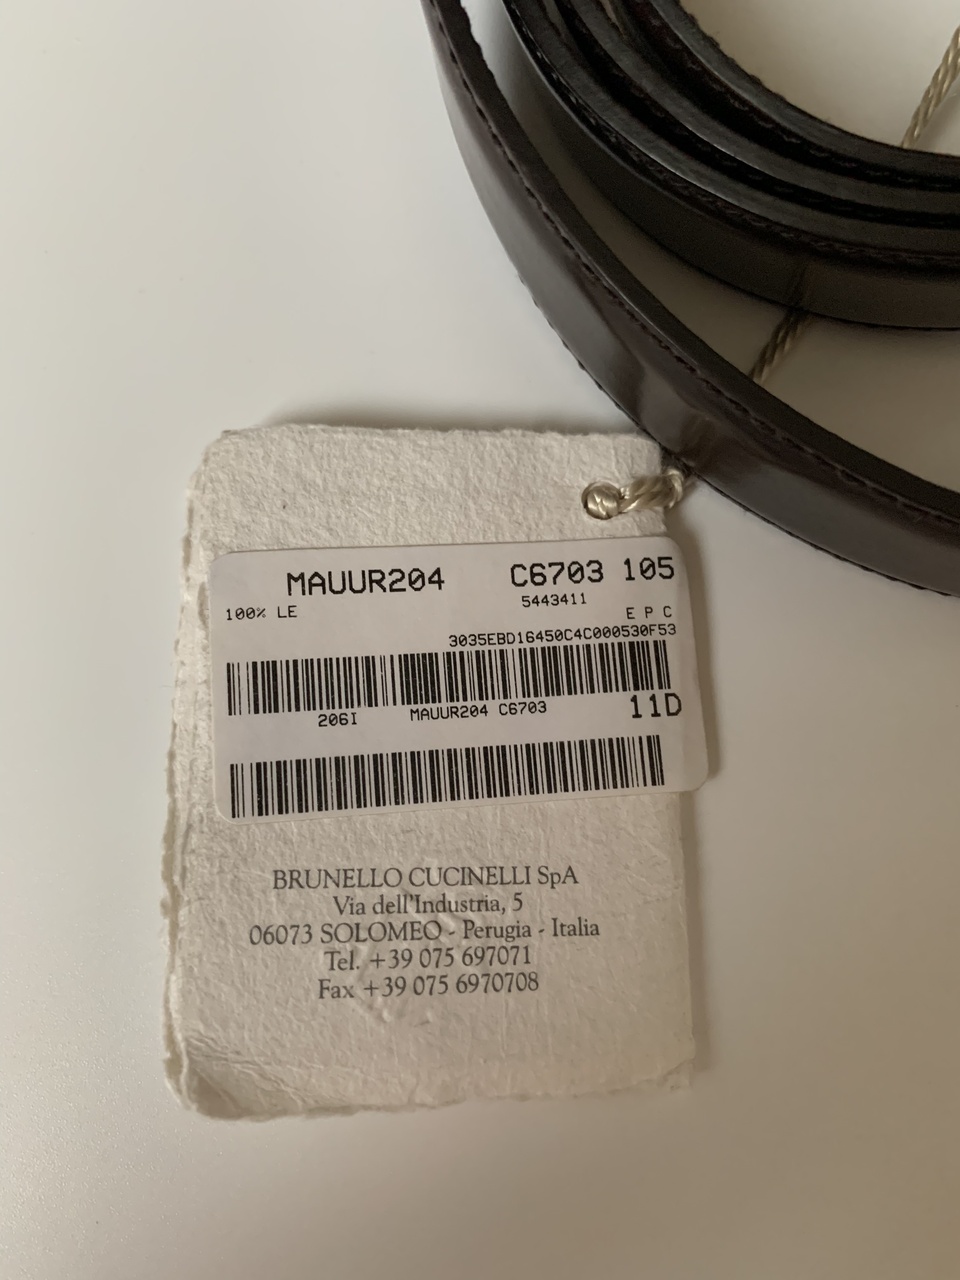 MAUUR204 C6703 105
100% LE 5443411
E P C
3035EBD16450C4C000530F53
206I MAUUR204 C6703 11D
BRUNELLO CUCINELLI SpA
Via dell'Industria, 5
06073 SOLOMEO - Perugia - Italia
Tel. +39 075 697071
Fax +39 075 6970708